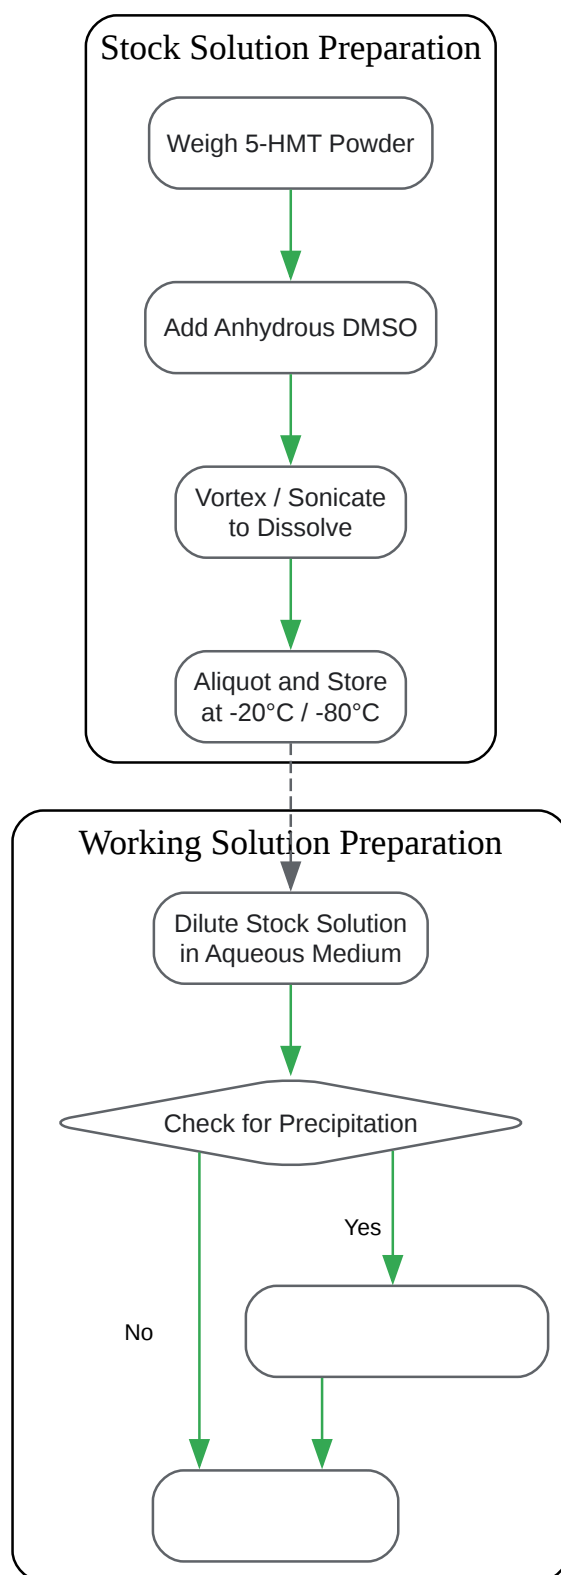 Stock Solution Preparation
Weigh 5-HMT Powder
Add Anhydrous DMSO
Vortex / Sonicate
to Dissolve
Aliquot and Store
at -20°C / -80°C
Working Solution Preparation
Dilute Stock Solution
in Aqueous Medium
Check for Precipitation
Yes
No